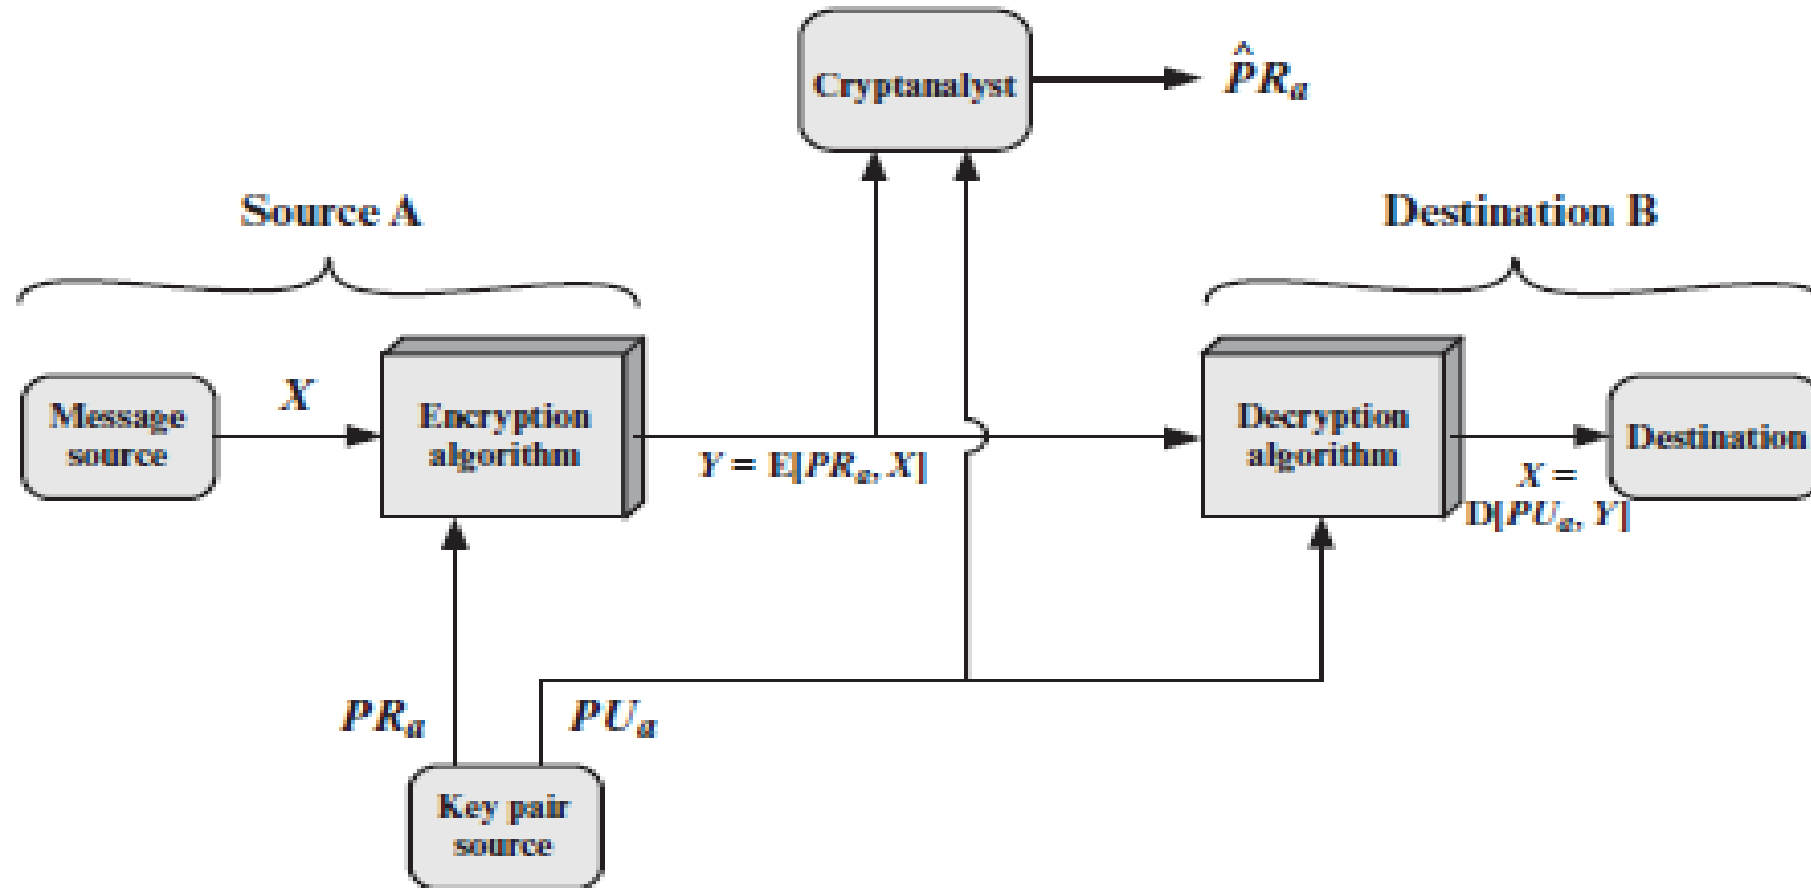 Cryptanalyst
P̂Rₐ
Source A
Destination B
Message
source
X
Encryption
algorithm
Y = E[PRₐ, X]
Decryption
algorithm
X =
D[PUₐ, Y]
Destination
PRₐ
PUₐ
Key pair
source